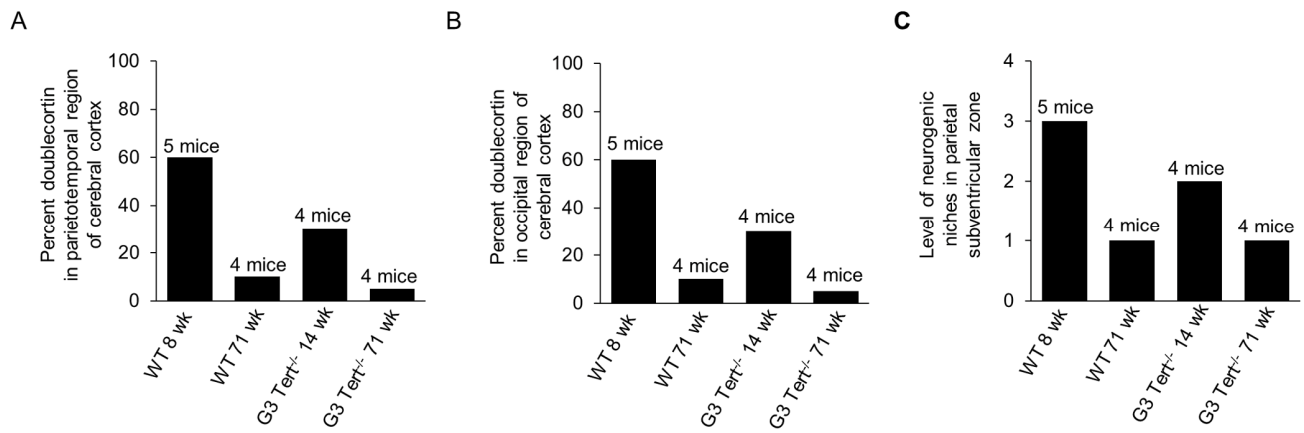 A
Percent doublecortin
in parietotemporal region
of cerebral cortex
100
80
60
40
20
0
5 mice
4 mice
4 mice
4 mice
WT 8 wk
WT 71 wk
G3 Tert-/- 14 wk
G3 Tert-/- 71 wk
B
Percent doublecortin
in occipital region of
cerebral cortex
100
80
60
40
20
0
5 mice
4 mice
4 mice
4 mice
WT 8 wk
WT 71 wk
G3 Tert-/- 14 wk
G3 Tert-/- 71 wk
C
Level of neurogenic
niches in parietal
subventricular zone
4
3
2
1
0
5 mice
4 mice
4 mice
4 mice
WT 8 wk
WT 71 wk
G3 Tert-/- 14 wk
G3 Tert-/- 71 wk